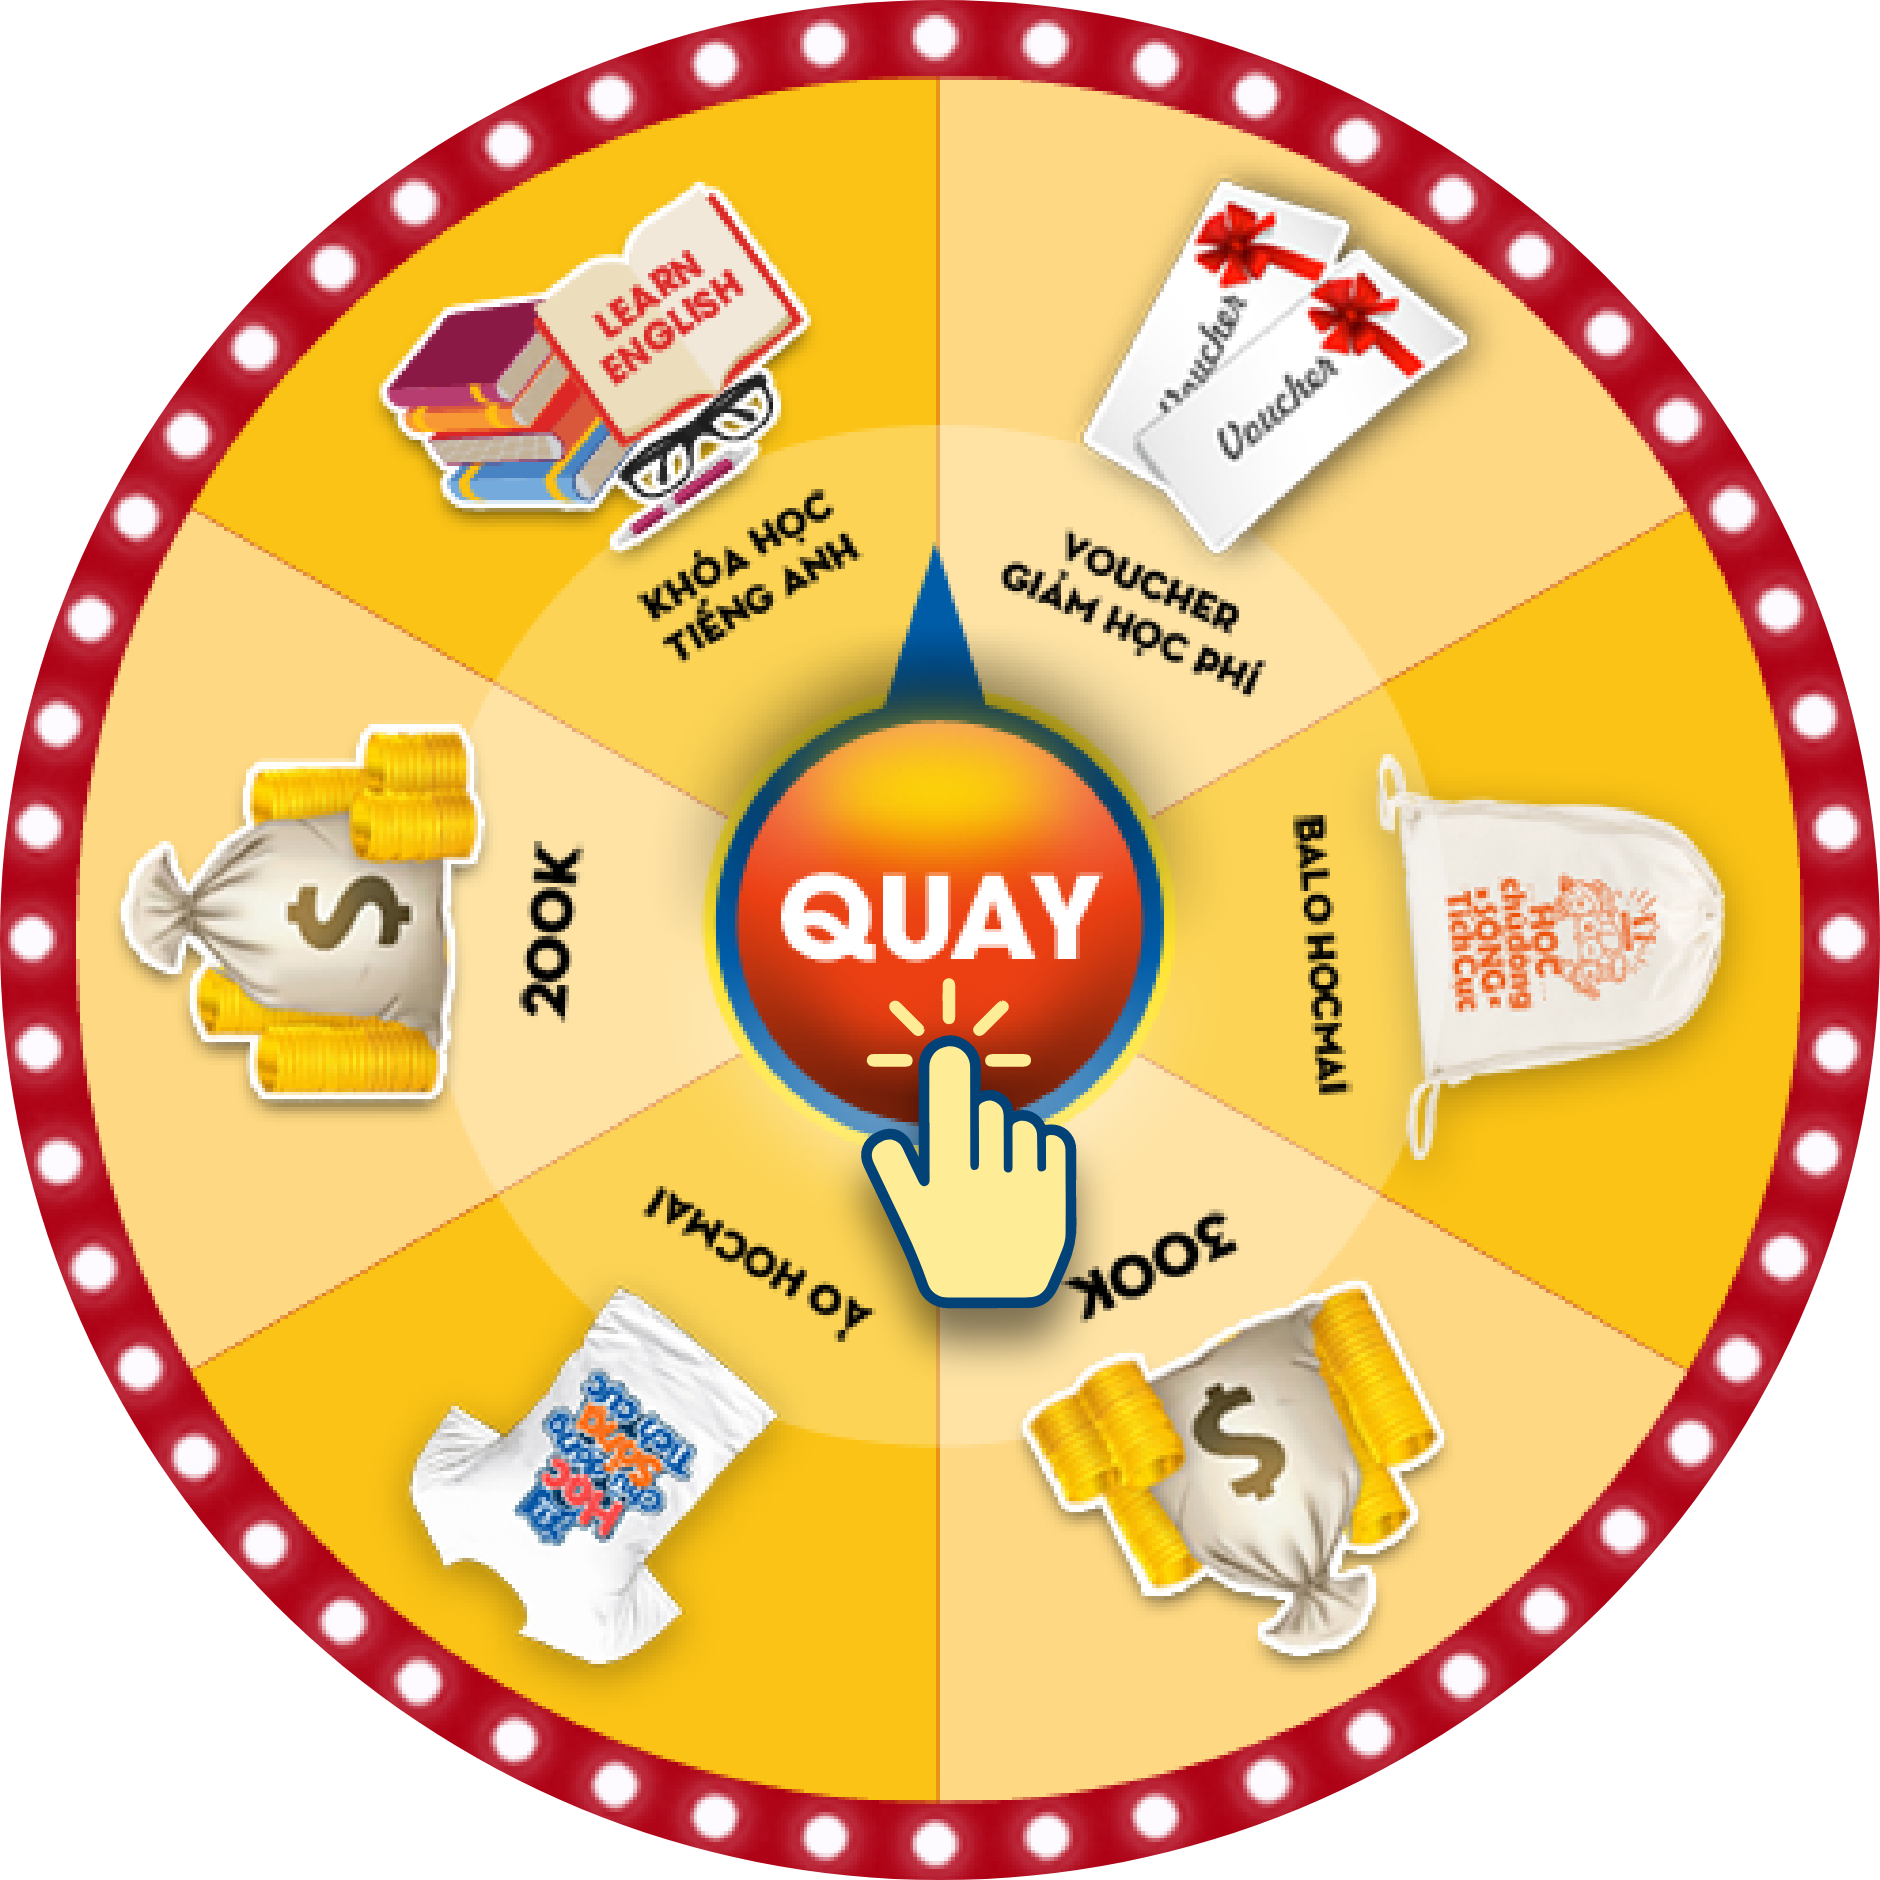 LEARN
ENGLISH
KHÓA HỌC
TIẾNG ANH
Voucher
Voucher
VOUCHER
GIẢM HỌC PHÍ
BALO HOCMAI
HỌC
chủ động
SỐNG
Tích Cực
300K
ÁO HOCMAI
HỌC
chủ động
SỐNG
TÍCH CỰC
200K
$
$
QUAY